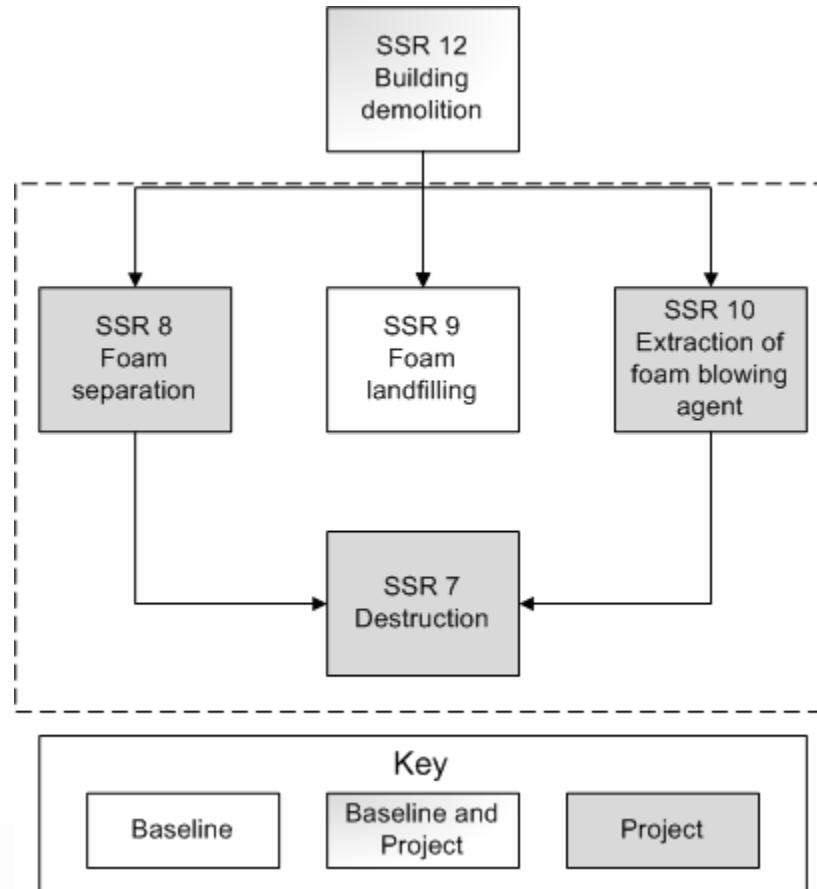 SSR 12
Building
demolition
SSR 8
Foam
separation
SSR 9
Foam
landfilling
SSR 10
Extraction of
foam blowing
agent
SSR 7
Destruction
Key
Baseline
Baseline and
Project
Project